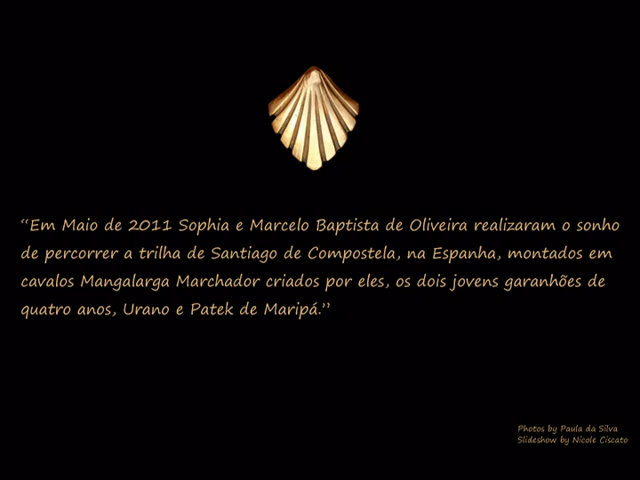 “Em Maio de 2011 Sophia e Marcelo Baptista de Oliveira realizaram o sonho
de percorrer a trilha de Santiago de Compostela, na Espanha, montados em
cavalos Mangalarga Marchador criados por eles, os dois jovens garanhões de
quatro anos, Urano e Patek de Maripá.”
Photos by Paula da Silva
Slideshow by Nicole Ciscato